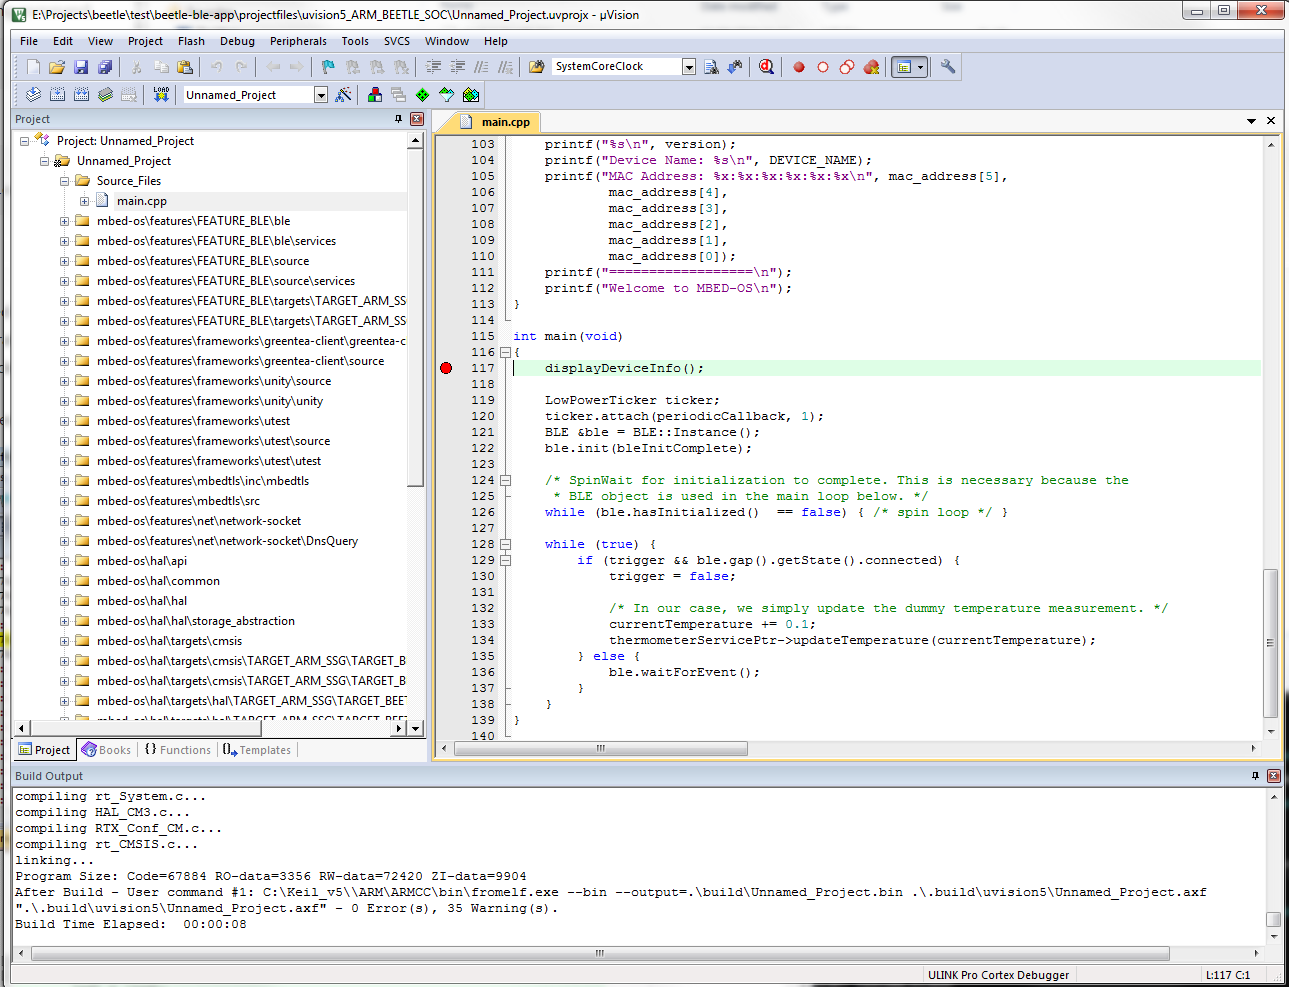 E:\Projects\beetle\test\beetle-ble-app\projectfiles\uvision5_ARM_BEETLE_SOC\Unnamed_Project.uvprojx - µVision
File Edit View Project Flash Debug Peripherals Tools SVCS Window Help
SystemCoreClock
LOAD
Unnamed_Project
Project
Project: Unnamed_Project
Unnamed_Project
Source_Files
main.cpp
mbed-os\features\FEATURE_BLE\ble
mbed-os\features\FEATURE_BLE\ble\services
mbed-os\features\FEATURE_BLE\source
mbed-os\features\FEATURE_BLE\source\services
mbed-os\features\FEATURE_BLE\targets\TARGET_ARM_SS
mbed-os\features\FEATURE_BLE\targets\TARGET_ARM_SS
mbed-os\features\frameworks\greentea-client\greentea-c
mbed-os\features\frameworks\greentea-client\source
mbed-os\features\frameworks\unity\source
mbed-os\features\frameworks\unity\unity
mbed-os\features\frameworks\utest
mbed-os\features\frameworks\utest\source
mbed-os\features\frameworks\utest\utest
mbed-os\features\mbedtls\inc\mbedtls
mbed-os\features\mbedtls\src
mbed-os\features\net\network-socket
mbed-os\features\net\network-socket\DnsQuery
mbed-os\hal\api
mbed-os\hal\common
mbed-os\hal\hal
mbed-os\hal\hal\storage_abstraction
mbed-os\hal\targets\cmsis
mbed-os\hal\targets\cmsis\TARGET_ARM_SSG\TARGET_B
mbed-os\hal\targets\cmsis\TARGET_ARM_SSG\TARGET_B
mbed-os\hal\targets\hal\TARGET_ARM_SSG\TARGET_BEET
mbed-os\hal\targets\hal\TARGET_ARM_SSG\TARGET_BEET
Project Books {} Functions Templates
main.cpp
103 printf("%s\n", version);
104 printf("Device Name: %s\n", DEVICE_NAME);
105 printf("MAC Address: %x:%x:%x:%x:%x:%x\n", mac_address[5],
106 mac_address[4],
107 mac_address[3],
108 mac_address[2],
109 mac_address[1],
110 mac_address[0]);
111 printf("==================\n");
112 printf("Welcome to MBED-OS\n");
113 }
114
115 int main(void)
116 {
117 displayDeviceInfo();
118
119 LowPowerTicker ticker;
120 ticker.attach(periodicCallback, 1);
121 BLE &ble = BLE::Instance();
122 ble.init(bleInitComplete);
123
124 /* SpinWait for initialization to complete. This is necessary because the
125 * BLE object is used in the main loop below. */
126 while (ble.hasInitialized()  == false) { /* spin loop */ }
127
128 while (true) {
129 if (trigger && ble.gap().getState().connected) {
130 trigger = false;
131
132 /* In our case, we simply update the dummy temperature measurement. */
133 currentTemperature += 0.1;
134 thermometerServicePtr->updateTemperature(currentTemperature);
135 } else {
136 ble.waitForEvent();
137 }
138 }
139 }
140
Build Output
compiling rt_System.c...
compiling HAL_CM3.c...
compiling RTX_Conf_CM.c...
compiling rt_CMSIS.c...
linking...
Program Size: Code=67884 RO-data=3356 RW-data=72420 ZI-data=9904
After Build - User command #1: C:\Keil_v5\\ARM\ARMCC\bin\fromelf.exe --bin --output=.\build\Unnamed_Project.bin .\.build\uvision5\Unnamed_Project.axf
".\.build\uvision5\Unnamed_Project.axf" - 0 Error(s), 35 Warning(s).
Build Time Elapsed:  00:00:08
ULINK Pro Cortex Debugger
L:117 C:1